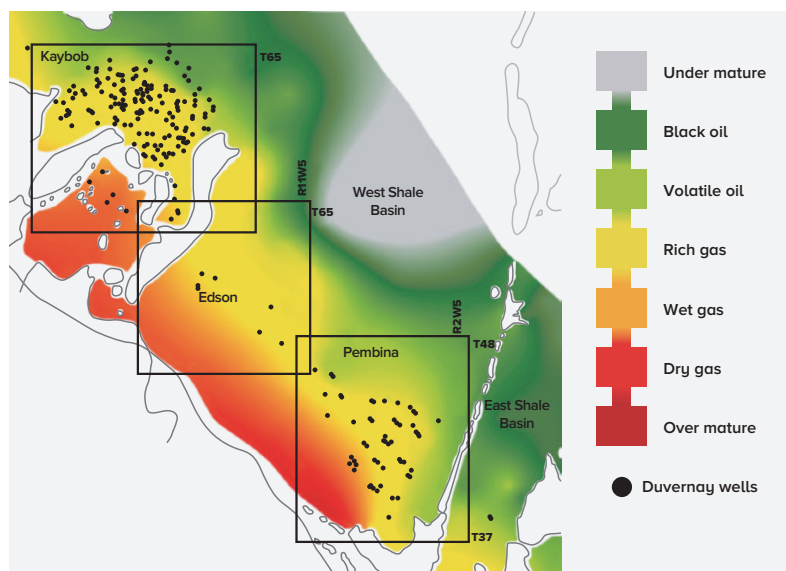 Kaybob
T65
R11W5
West Shale
Basin
T65
Edson
R2W5
T48
Pembina
East Shale
Basin
T37
Under mature
Black oil
Volatile oil
Rich gas
Wet gas
Dry gas
Over mature
Duvernay wells